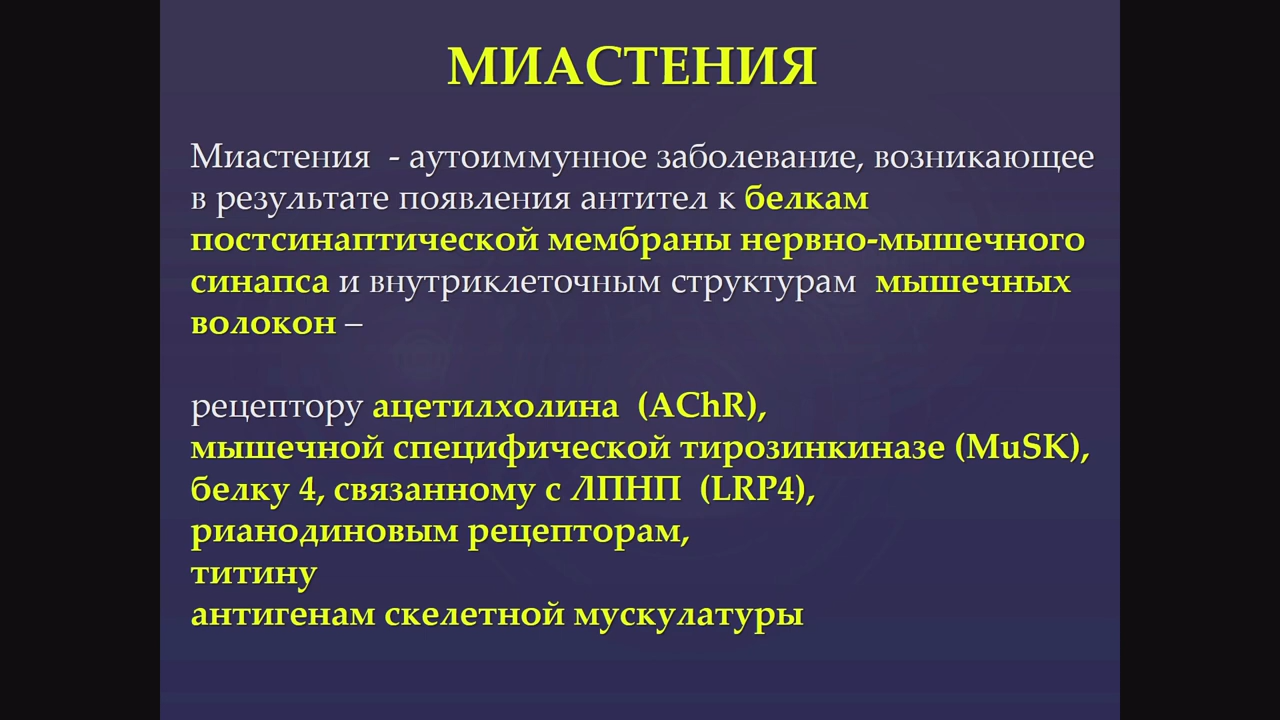 МИАСТЕНИЯ
Миастения  - аутоиммунное заболевание, возникающее
в результате появления антител к белкам
постсинаптической мембраны нервно-мышечного
синапса и внутриклеточным структурам  мышечных
волокон –
рецептору ацетилхолина  (AChR),
мышечной специфической тирозинкиназе (MuSK),
белку 4, связанному с ЛПНП  (LRP4),
рианодиновым рецепторам,
титину
антигенам скелетной мускулатуры